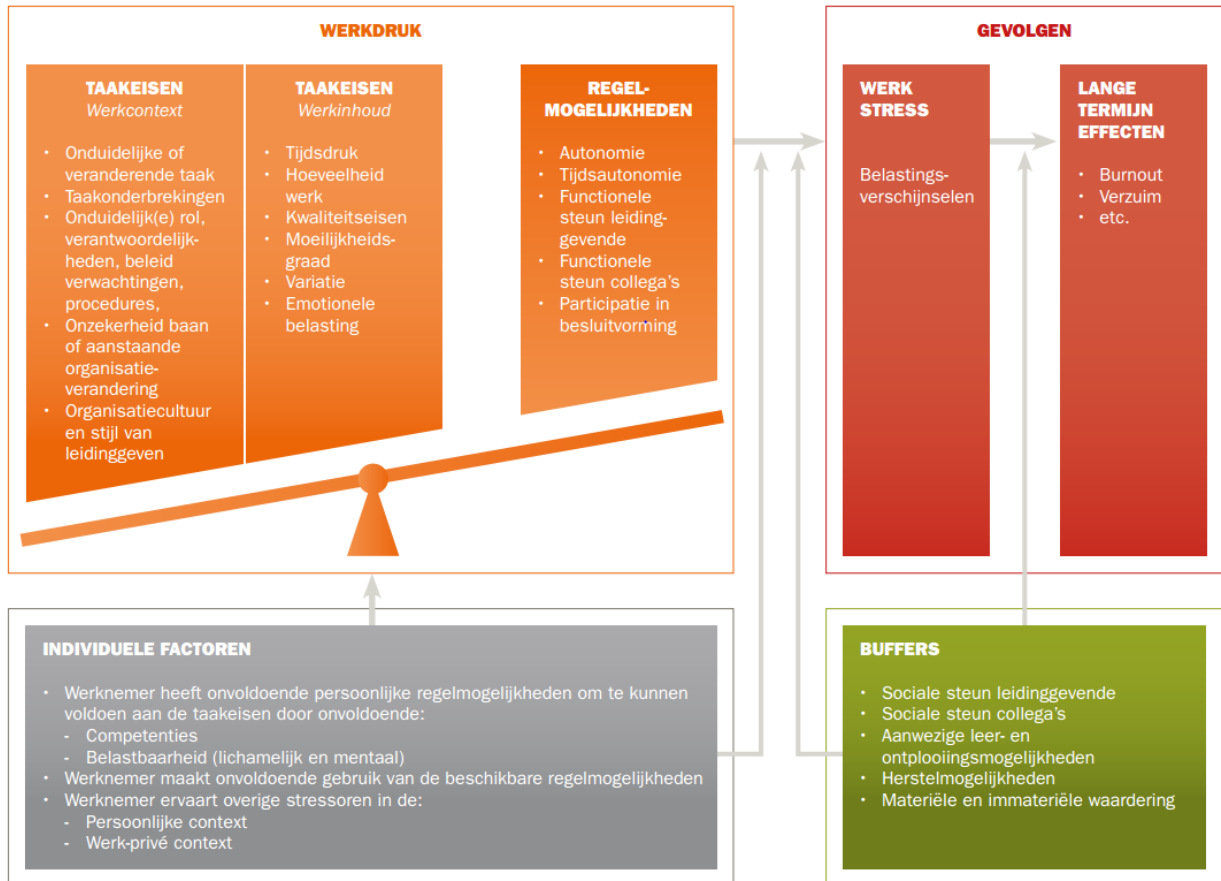 WERKDRUK
TAAKEISEN
Werkcontext
• Onduidelijke of
veranderende taak
• Taakonderbrekingen
• Onduidelijk(e) rol,
verantwoordelijk-
heden, beleid
verwachtingen,
procedures,
• Onzekerheid baan
of aanstaande
organisatie-
verandering
• Organisatiecultuur
en stijl van
leidinggeven
TAAKEISEN
Werkinhoud
• Tijdsdruk
• Hoeveelheid
werk
• Kwaliteitseisen
• Moeilijkheids-
graad
• Variatie
• Emotionele
belasting
REGEL-
MOGELIJKHEDEN
• Autonomie
• Tijdsautonomie
• Functionele
steun leiding-
gevende
• Functionele
steun collega's
• Participatie in
besluitvorming
GEVOLGEN
WERK
STRESS
Belastings-
verschijnselen
LANGE
TERMIJN
EFFECTEN
• Burnout
• Verzuim
• etc.
INDIVIDUELE FACTOREN
• Werknemer heeft onvoldoende persoonlijke regelmogelijkheden om te kunnen
voldoen aan de taakeisen door onvoldoende:
- Competenties
- Belastbaarheid (lichamelijk en mentaal)
• Werknemer maakt onvoldoende gebruik van de beschikbare regelmogelijkheden
• Werknemer ervaart overige stressoren in de:
- Persoonlijke context
- Werk-privé context
BUFFERS
• Sociale steun leidinggevende
• Sociale steun collega's
• Aanwezige leer- en
ontplooiingsmogelijkheden
• Herstelmogelijkheden
• Materiële en immateriële waardering